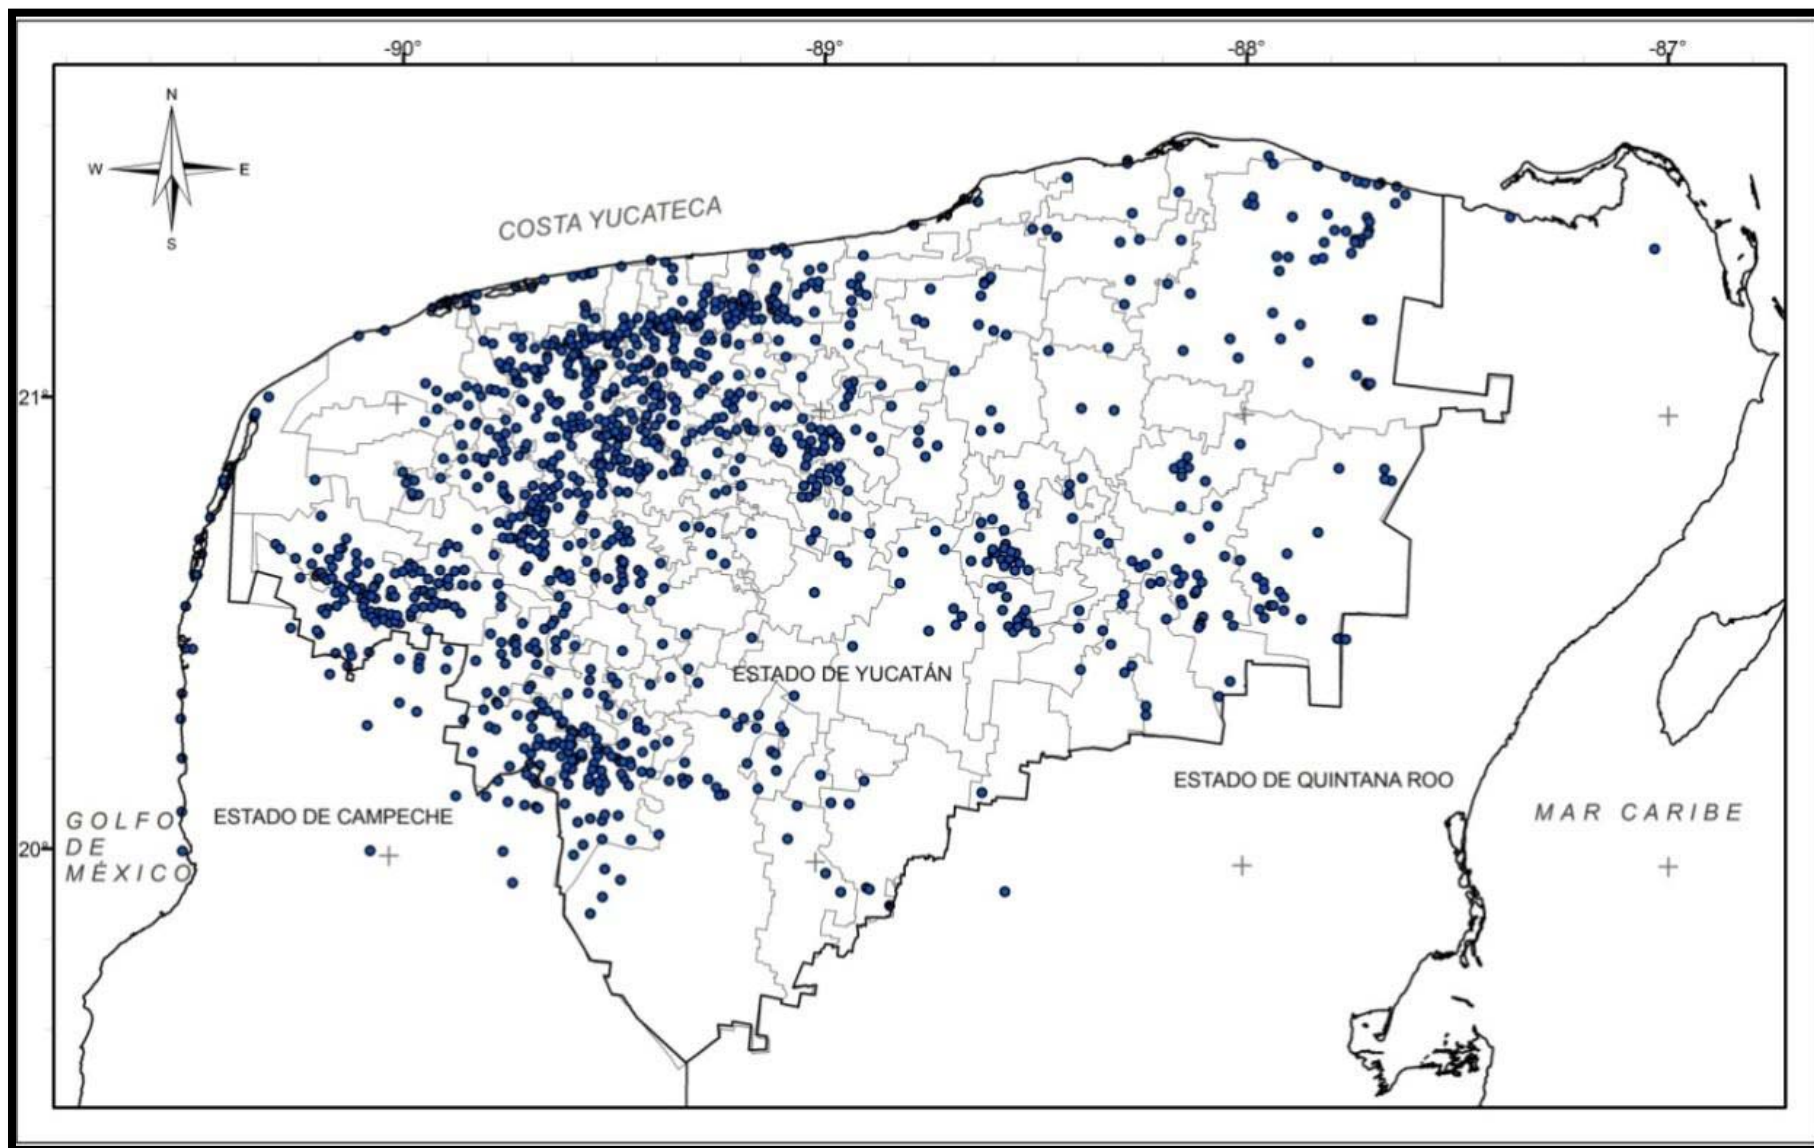 -90°
-89°
-88°
-87°
N
W
E
S
COSTA YUCATECA
21°
ESTADO DE YUCATÁN
ESTADO DE QUINTANA ROO
ESTADO DE CAMPECHE
GOLFO
DE
MÉXICO
MAR CARIBE
20°